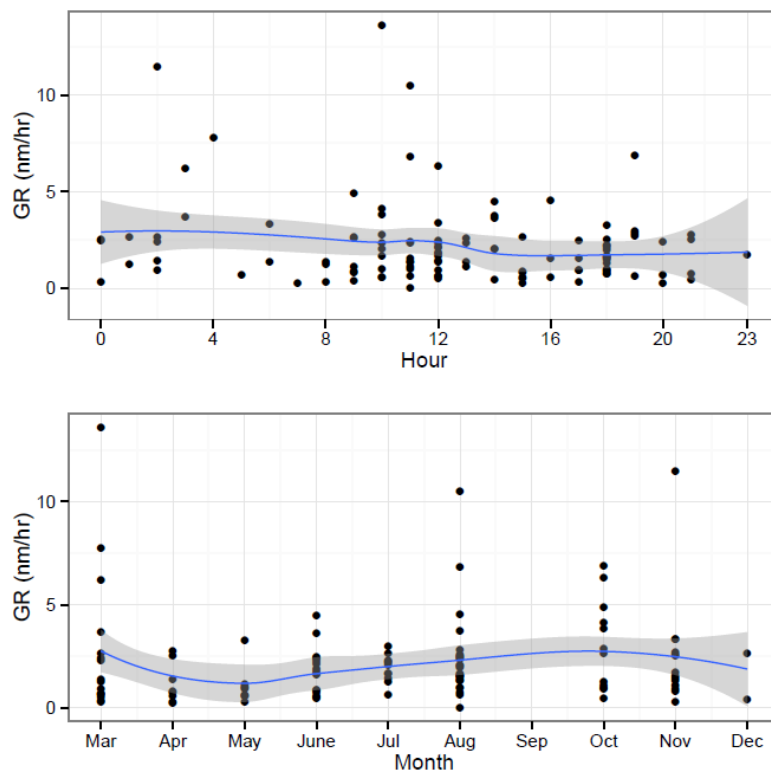 GR (nm/hr)
10
5
0
0 4 8 12 16 20 23
Hour
GR (nm/hr)
10
5
0
Mar Apr May June Jul Aug Sep Oct Nov Dec
Month